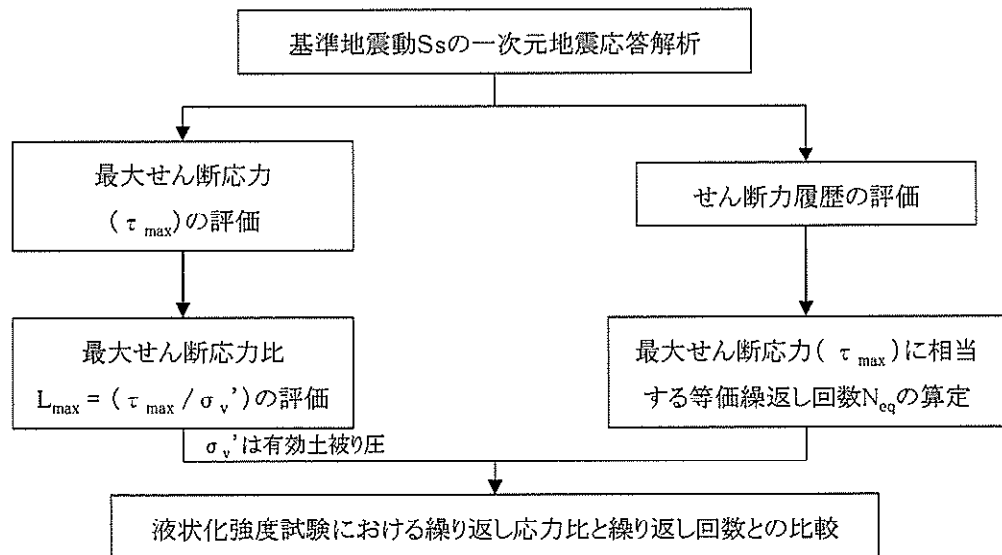 基準地震動Ssの一次元地震応答解析
最大せん断応力
(τmax)の評価
せん断力履歴の評価
最大せん断応力比
Lmax=(τmax/σv')の評価
最大せん断応力(τmax)に相当
する等価繰返し回数Neqの算定
σv'は有効土被り圧
液状化強度試験における繰り返し応力比と繰り返し回数との比較